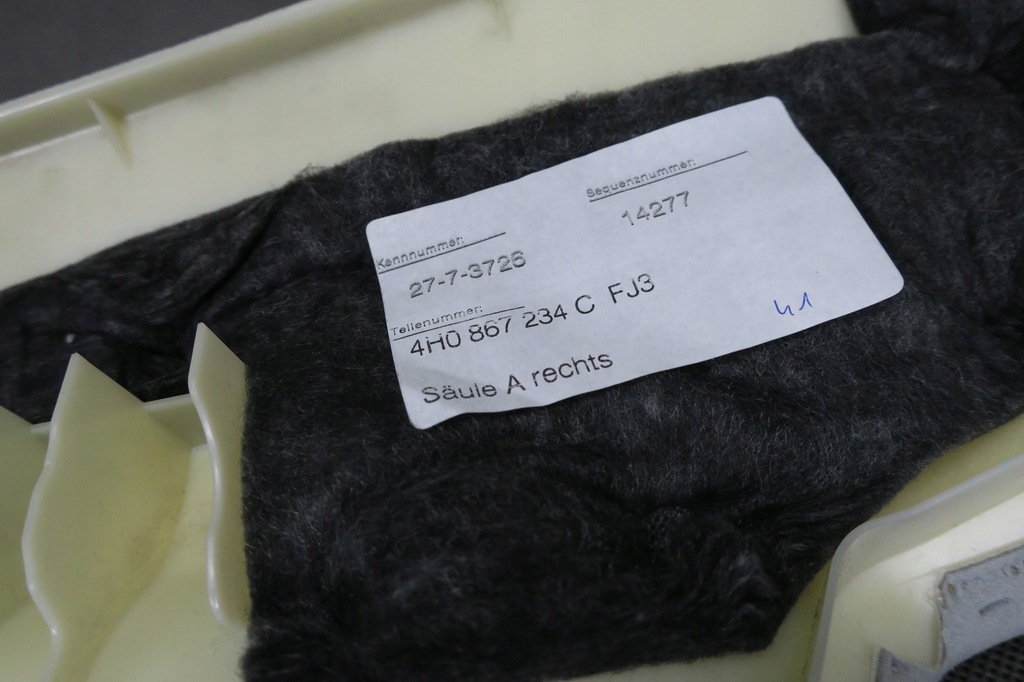 Sequenznummer:
14277
Kennnummer:
27-7-3726
Teilenummer:
4H0 867 234 C FJ3
Säule A rechts
41